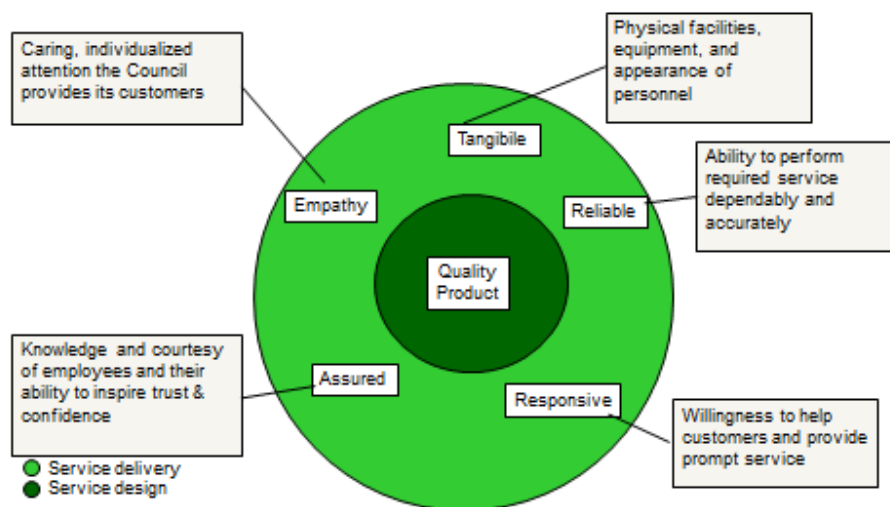 Caring, individualized
attention the Council
provides its customers
Physical facilities,
equipment, and
appearance of
personnel
Tangibile
Ability to perform
required service
dependably and
accurately
Empathy
Reliable
Quality
Product
Knowledge and courtesy
of employees and their
ability to inspire trust &
confidence
Assured
Responsive
Willingness to help
customers and provide
prompt service
Service delivery
Service design